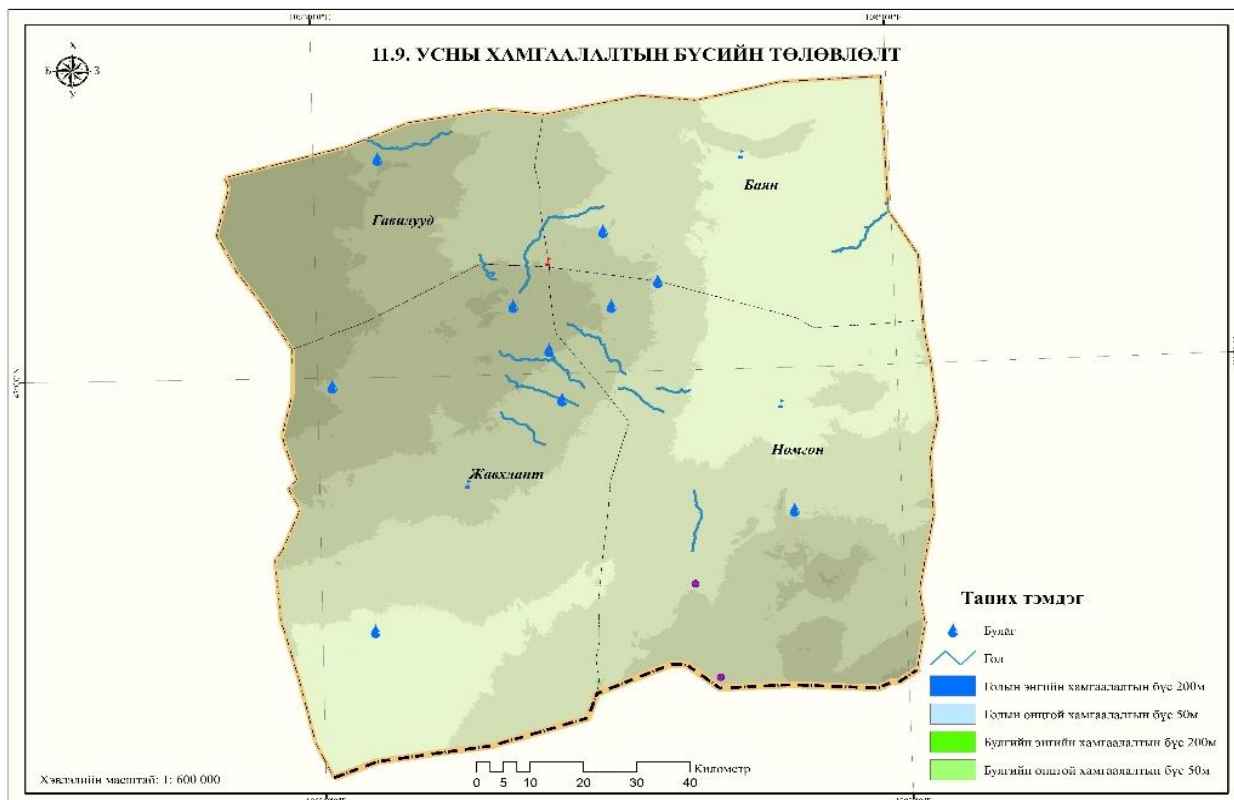 11.9. УСНЫ ХАМГААЛАЛТЫН БҮСИЙН ТӨЛӨВЛӨЛТ
Х
Б
З
У
Баян
Гавилууд
Номгон
Жавхлант
Таних тэмдэг
Булаг
Гол
Голын энгийн хамгаалалтын бүс 200м
Голын онцгой хамгаалалтын бүс 50м
Булгийн энгийн хамгаалалтын бүс 200м
Булгийн онцгой хамгаалалтын бүс 50м
Хэвлэлийн масштаб: 1: 600 000
Километр
0 5 10 20 30 40